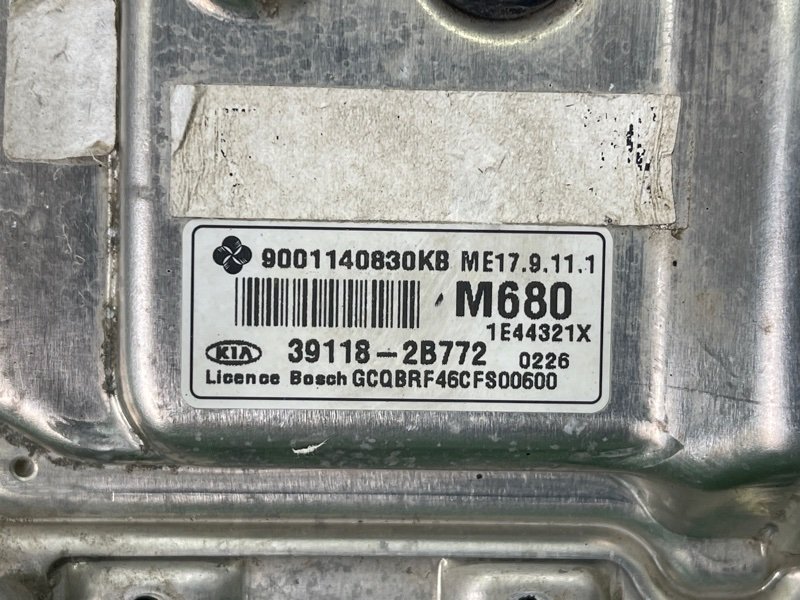 9001140830KB ME17.9.11.1
M680
1E44321X
KIA 39118-2B772 0226
Licence Bosch GCQBRF46CFS00600